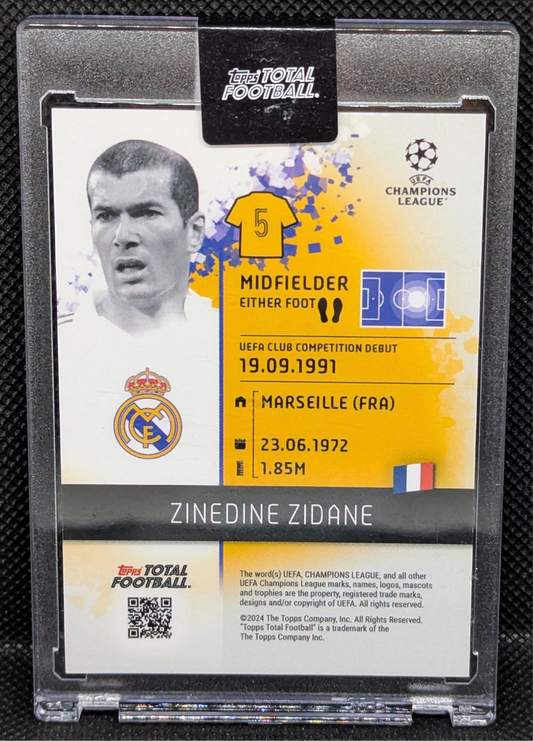 Topps TOTAL
FOOTBALL®
UEFA
CHAMPIONS
LEAGUE®
5
MIDFIELDER
EITHER FOOT
UEFA CLUB COMPETITION DEBUT
19.09.1991
MARSEILLE (FRA)
23.06.1972
1.85M
ZINEDINE ZIDANE
Topps TOTAL
FOOTBALL®
The word(s) UEFA, CHAMPIONS LEAGUE, and all other
UEFA Champions League marks, names, logos, mascots
and trophies are the property, registered trade marks,
designs and/or copyright of UEFA. All rights reserved.
©2024 The Topps Company, Inc. All Rights Reserved.
"Topps Total Football" is a trademark of the
The Topps Company Inc.